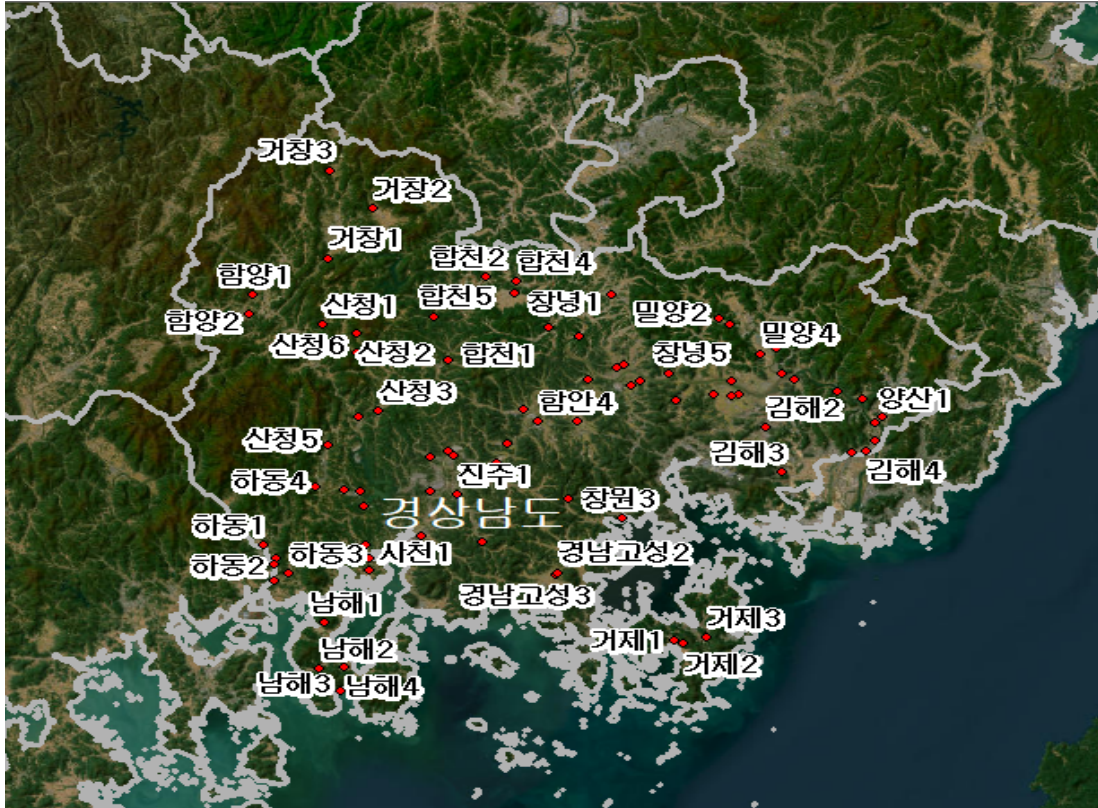 거창3
거창2
거창1
합천2
합천4
함양1
합천5
창녕1
산청1
밀양2
함양2
밀양4
산청6
산청2
합천1
창녕5
산청3
함안4
김해2
양산1
산청5
김해3
김해4
진주1
하동4
창원3
경상남도
하동1
하동3
사천1
경남고성2
하동2
경남고성3
남해1
거제1
거제3
남해2
거제2
남해3
남해4